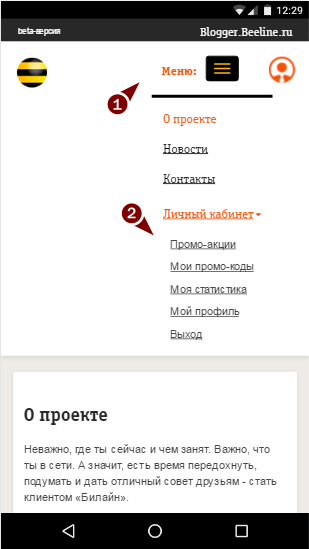 12:29
beta-версия
Blogger.Beeline.ru
Меню:
1
О проекте
Новости
Контакты
Личный кабинет
2
Промо-акции
Мои промо-коды
Моя статистика
Мой профиль
Выход
О проекте
Неважно, где ты сейчас и чем занят. Важно, что
ты в сети. А значит, есть время передохнуть,
подумать и дать отличный совет друзьям - стать
клиентом «Билайн».